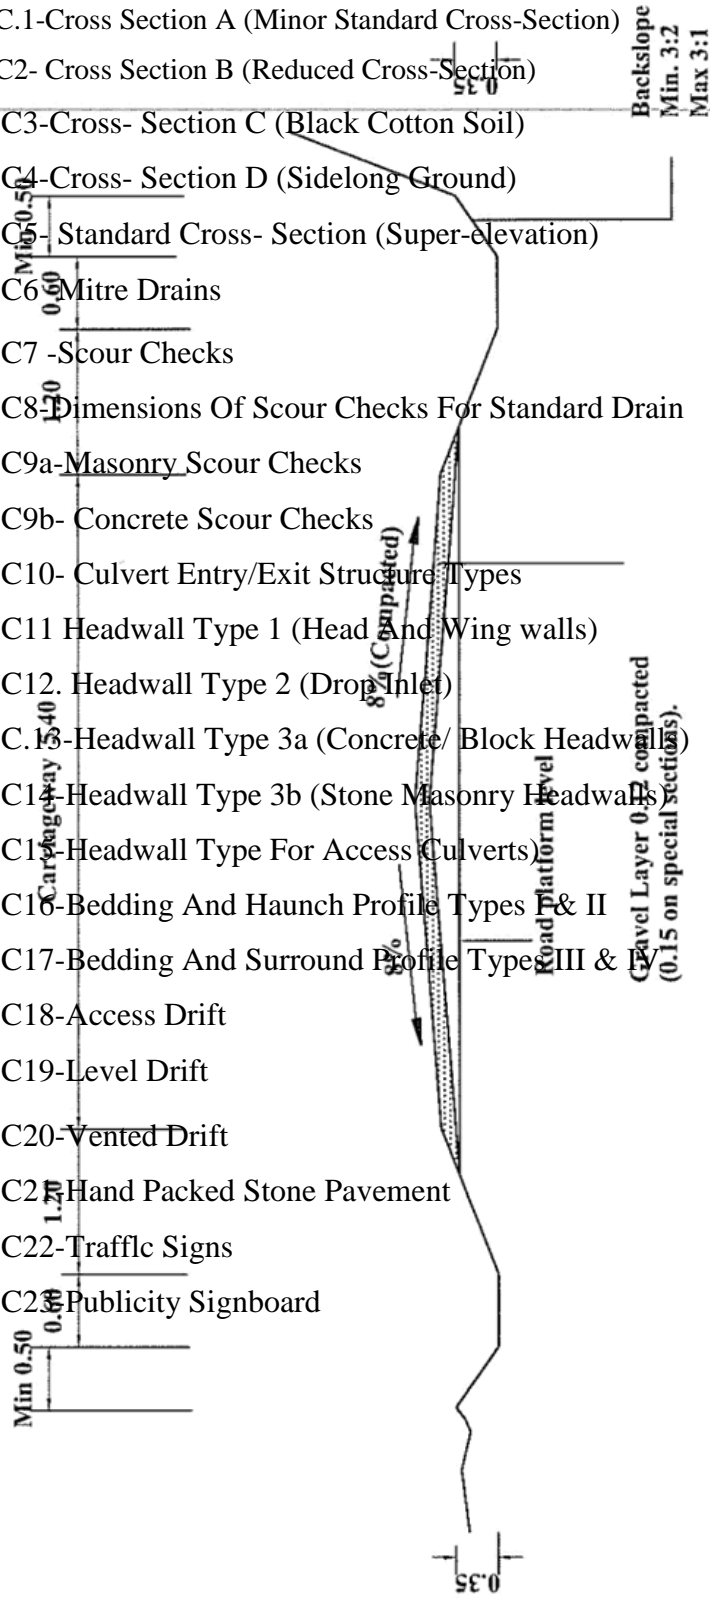 C.1-Cross Section A (Minor Standard Cross-Section)
C2- Cross Section B (Reduced Cross-Section)
C3-Cross- Section C (Black Cotton Soil)
C4-Cross- Section D (Sidelong Ground)
C5- Standard Cross- Section (Super-elevation)
C6 -Mitre Drains
C7 -Scour Checks
C8-Dimensions Of Scour Checks For Standard Drain
C9a-Masonry Scour Checks
C9b- Concrete Scour Checks
C10- Culvert Entry/Exit Structure Types
C11 Headwall Type 1 (Head And Wing walls)
C12. Headwall Type 2 (Drop Inlet)
C.13-Headwall Type 3a (Concrete/ Block Headwalls)
C14-Headwall Type 3b (Stone Masonry Headwalls)
C15-Headwall Type For Access Culverts)
C16-Bedding And Haunch Profile Types I & II
C17-Bedding And Surround Profile Types III & IV
C18-Access Drift
C19-Level Drift
C20-Vented Drift
C21-Hand Packed Stone Pavement
C22-Traffic Signs
C23-Publicity Signboard
Min 0.50
0.60
1.20
Carriageway 5.40
1.20
0.60
Min 0.50
0.35
8% (Compacted)
8%
0.35
Road platform level
Backslope
Min. 3:2
Max 3:1
Gravel Layer 0.12 compacted
(0.15 on special sections).